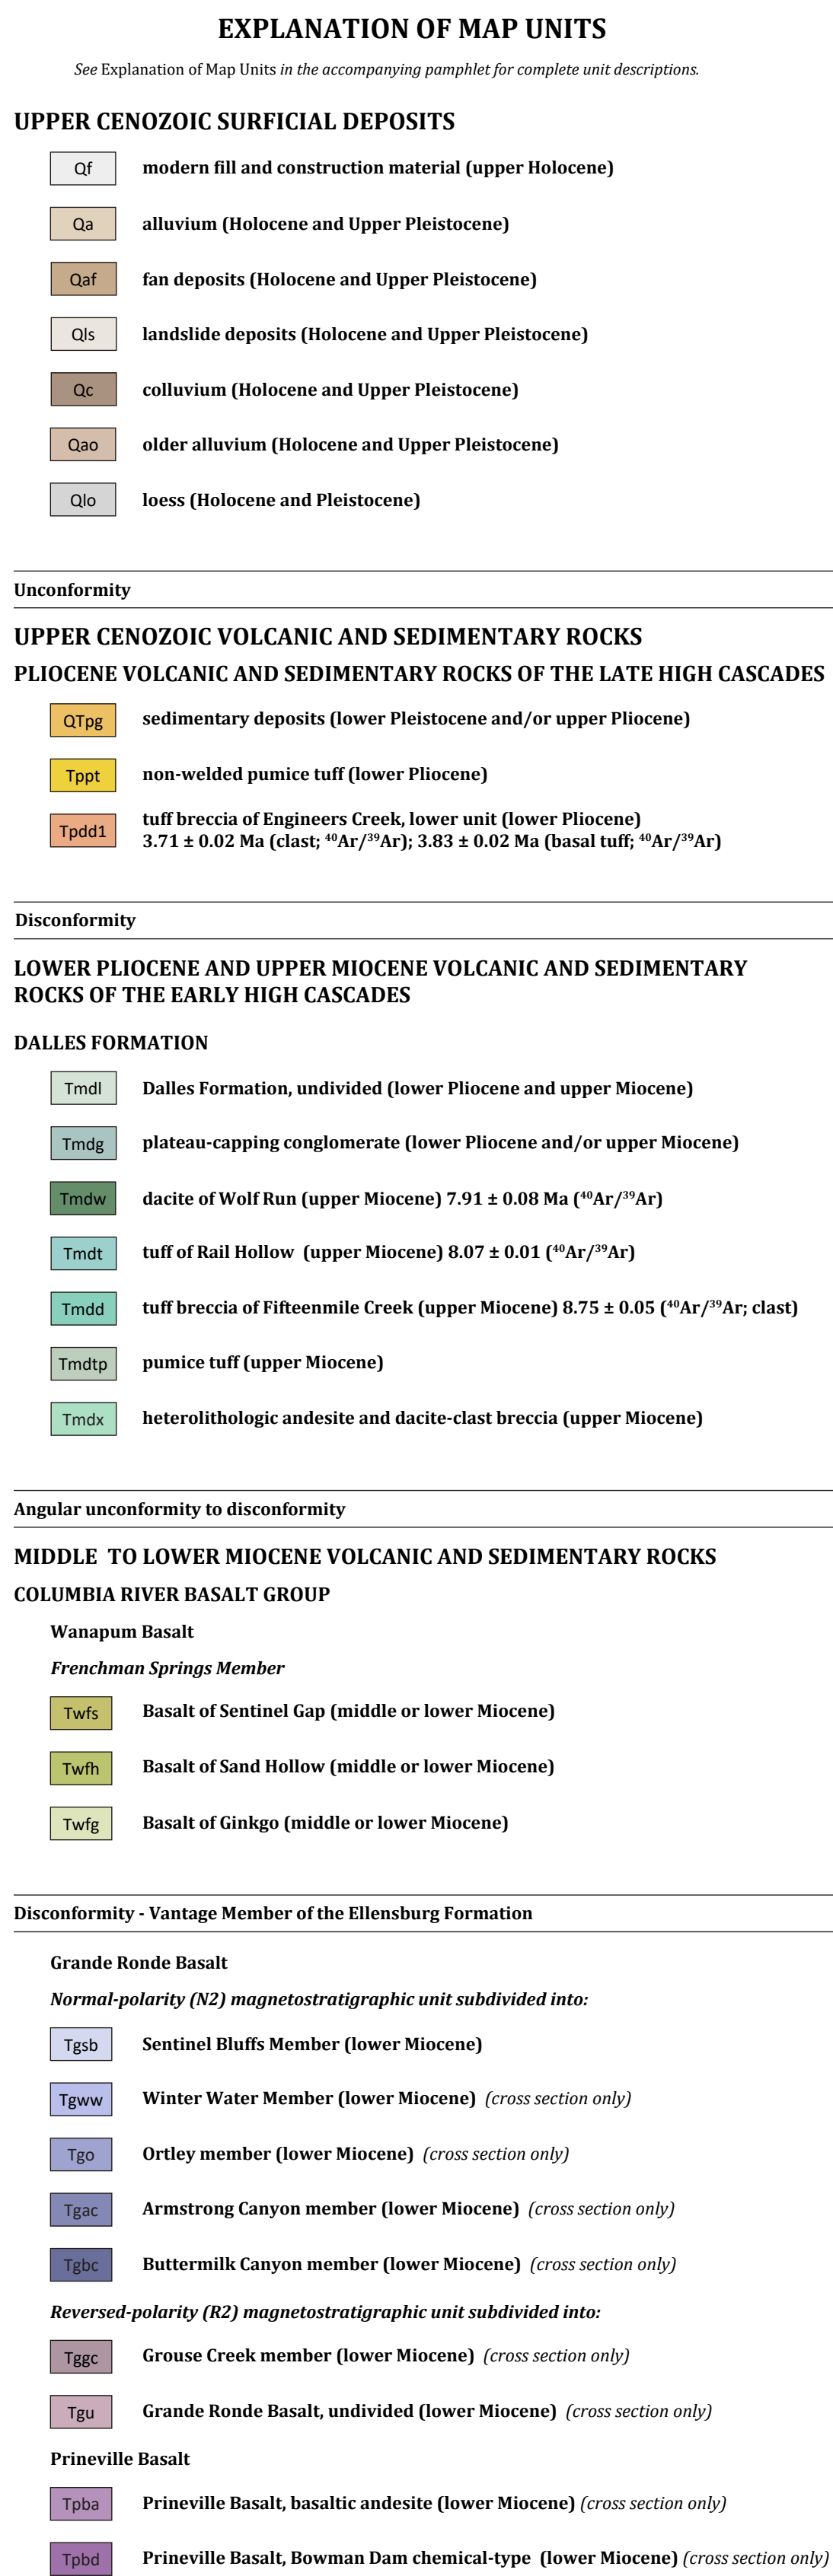 EXPLANATION OF MAP UNITS
See Explanation of Map Units in the accompanying pamphlet for complete unit descriptions.
UPPER CENOZOIC SURFICIAL DEPOSITS
Qf modern fill and construction material (upper Holocene)
Qa alluvium (Holocene and Upper Pleistocene)
Qaf fan deposits (Holocene and Upper Pleistocene)
Qls landslide deposits (Holocene and Upper Pleistocene)
Qc colluvium (Holocene and Upper Pleistocene)
Qao older alluvium (Holocene and Upper Pleistocene)
Qlo loess (Holocene and Pleistocene)
Unconformity
UPPER CENOZOIC VOLCANIC AND SEDIMENTARY ROCKS
PLIOCENE VOLCANIC AND SEDIMENTARY ROCKS OF THE LATE HIGH CASCADES
QTpg sedimentary deposits (lower Pleistocene and/or upper Pliocene)
Tppt non-welded pumice tuff (lower Pliocene)
Tpdd1 tuff breccia of Engineers Creek, lower unit (lower Pliocene)
3.71 ± 0.02 Ma (clast; ⁴⁰Ar/³⁹Ar); 3.83 ± 0.02 Ma (basal tuff; ⁴⁰Ar/³⁹Ar)
Disconformity
LOWER PLIOCENE AND UPPER MIOCENE VOLCANIC AND SEDIMENTARY
ROCKS OF THE EARLY HIGH CASCADES
DALLES FORMATION
Tmdl Dalles Formation, undivided (lower Pliocene and upper Miocene)
Tmdg plateau-capping conglomerate (lower Pliocene and/or upper Miocene)
Tmdw dacite of Wolf Run (upper Miocene) 7.91 ± 0.08 Ma (⁴⁰Ar/³⁹Ar)
Tmdt tuff of Rail Hollow (upper Miocene) 8.07 ± 0.01 (⁴⁰Ar/³⁹Ar)
Tmdd tuff breccia of Fifteenmile Creek (upper Miocene) 8.75 ± 0.05 (⁴⁰Ar/³⁹Ar; clast)
Tmdtp pumice tuff (upper Miocene)
Tmdx heterolithologic andesite and dacite-clast breccia (upper Miocene)
Angular unconformity to disconformity
MIDDLE TO LOWER MIOCENE VOLCANIC AND SEDIMENTARY ROCKS
COLUMBIA RIVER BASALT GROUP
Wanapum Basalt
Frenchman Springs Member
Twfs Basalt of Sentinel Gap (middle or lower Miocene)
Twfh Basalt of Sand Hollow (middle or lower Miocene)
Twfg Basalt of Ginkgo (middle or lower Miocene)
Disconformity - Vantage Member of the Ellensburg Formation
Grande Ronde Basalt
Normal-polarity (N2) magnetostratigraphic unit subdivided into:
Tgsb Sentinel Bluffs Member (lower Miocene)
Tgww Winter Water Member (lower Miocene) (cross section only)
Tgo Ortley member (lower Miocene) (cross section only)
Tgac Armstrong Canyon member (lower Miocene) (cross section only)
Tgbc Buttermilk Canyon member (lower Miocene) (cross section only)
Reversed-polarity (R2) magnetostratigraphic unit subdivided into:
Tggc Grouse Creek member (lower Miocene) (cross section only)
Tgu Grande Ronde Basalt, undivided (lower Miocene) (cross section only)
Prineville Basalt
Tpba Prineville Basalt, basaltic andesite (lower Miocene) (cross section only)
Tpbd Prineville Basalt, Bowman Dam chemical-type (lower Miocene) (cross section only)